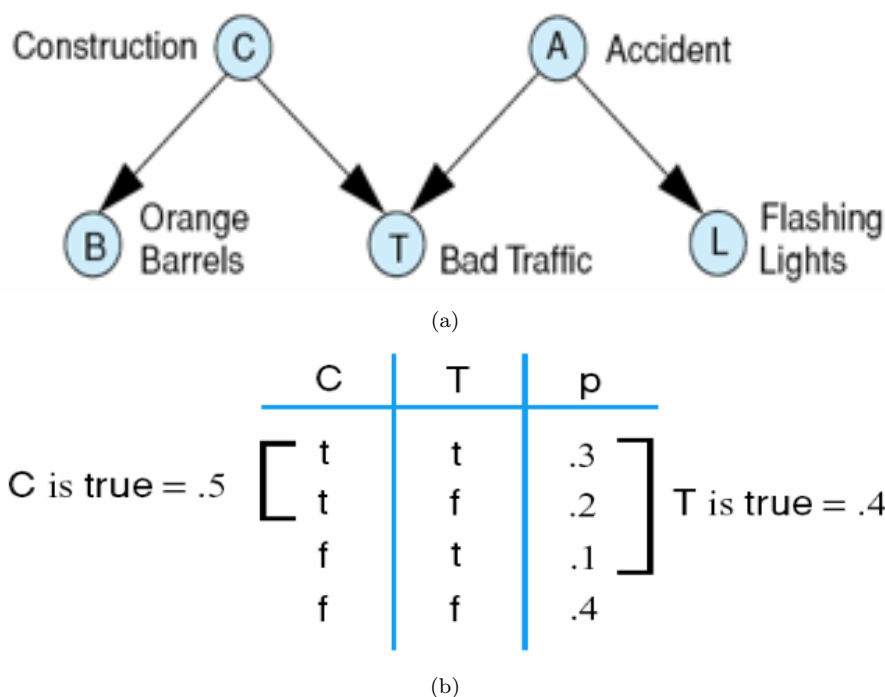 Construction C A Accident
B Orange Barrels T Bad Traffic L Flashing Lights
(a)
C T p
t t .3
C is true = .5 t f .2 T is true = .4
f t .1
f f .4
(b)